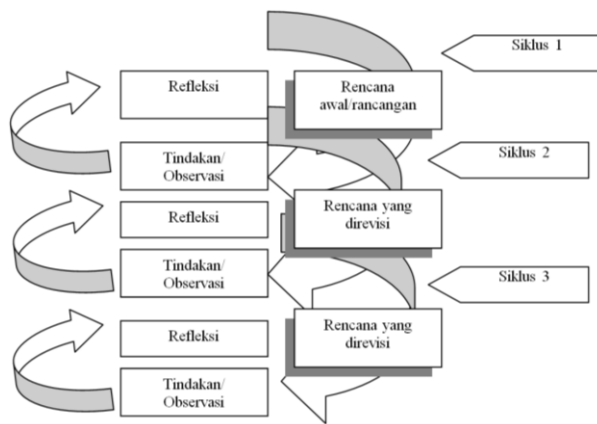 Siklus 1
Refleksi
Rencana
awal/rancangan
Tindakan/
Observasi
Siklus 2
Refleksi
Rencana yang
direvisi
Tindakan/
Observasi
Siklus 3
Refleksi
Rencana yang
direvisi
Tindakan/
Observasi